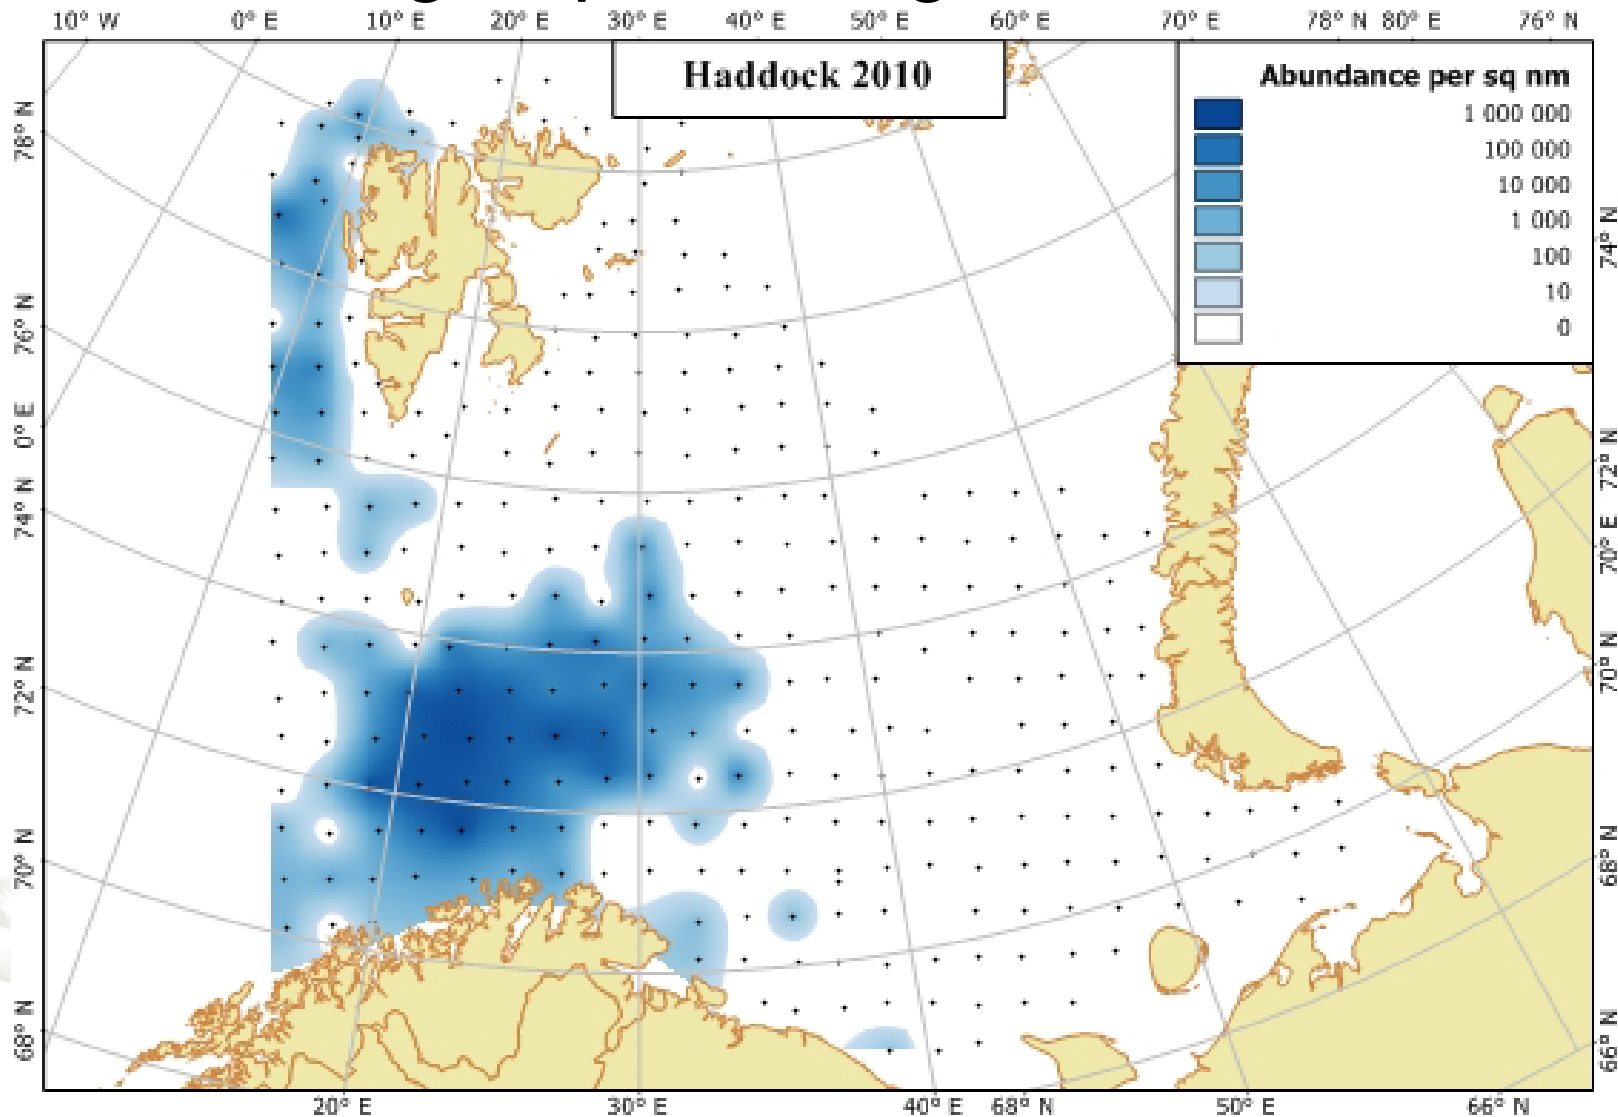 10° W 0° E 10° E 20° E 30° E 40° E 50° E 60° E 70° E 78° N 80° E 76° N
Haddock 2010
Abundance per sq nm
1 000 000
100 000
10 000
1 000
100
10
0
78° N
76° N
0° E
74° N
72° N
70° N
68° N
74° N
72° N
70° E
70° N
68° N
66° N
20° E 30° E 40° E 68° N 50° E 66° N